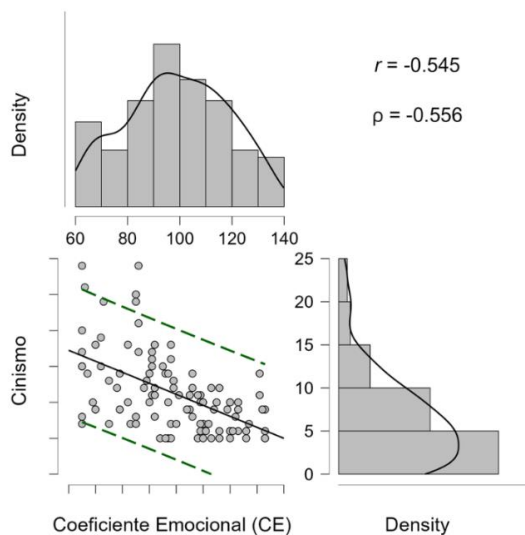 Density
r = -0.545
ρ = -0.556
60 80 100 120 140
Cinismo
25
20
15
10
5
0
Coeficiente Emocional (CE)
Density